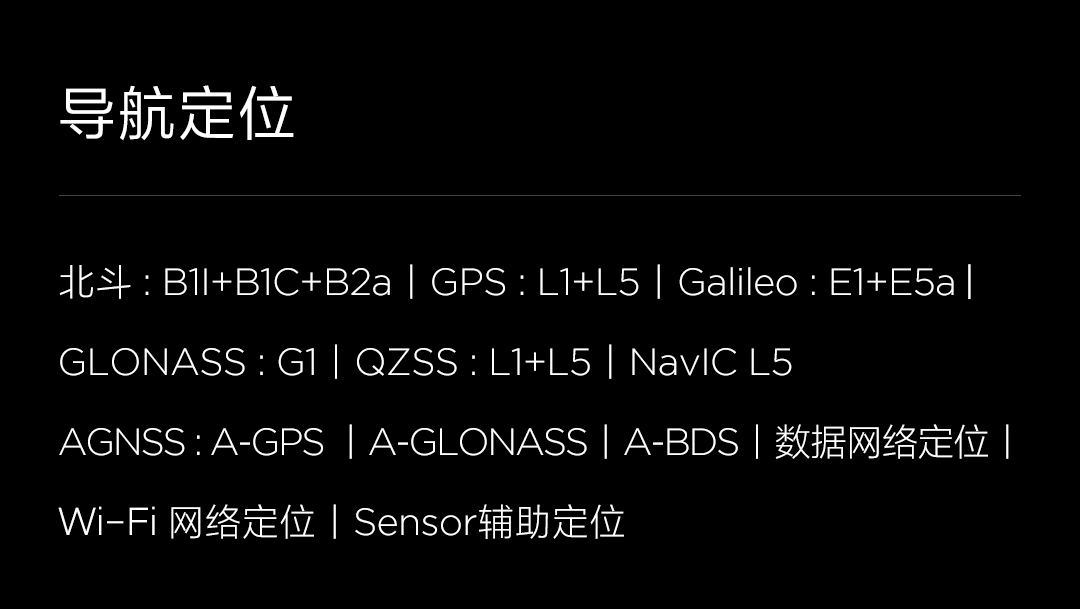 导航定位
北斗 : B1I+B1C+B2a | GPS : L1+L5 | Galileo : E1+E5a |
GLONASS : G1 | QZSS : L1+L5 | NavIC L5
AGNSS : A-GPS | A-GLONASS | A-BDS | 数据网络定位 |
Wi-Fi 网络定位 | Sensor辅助定位